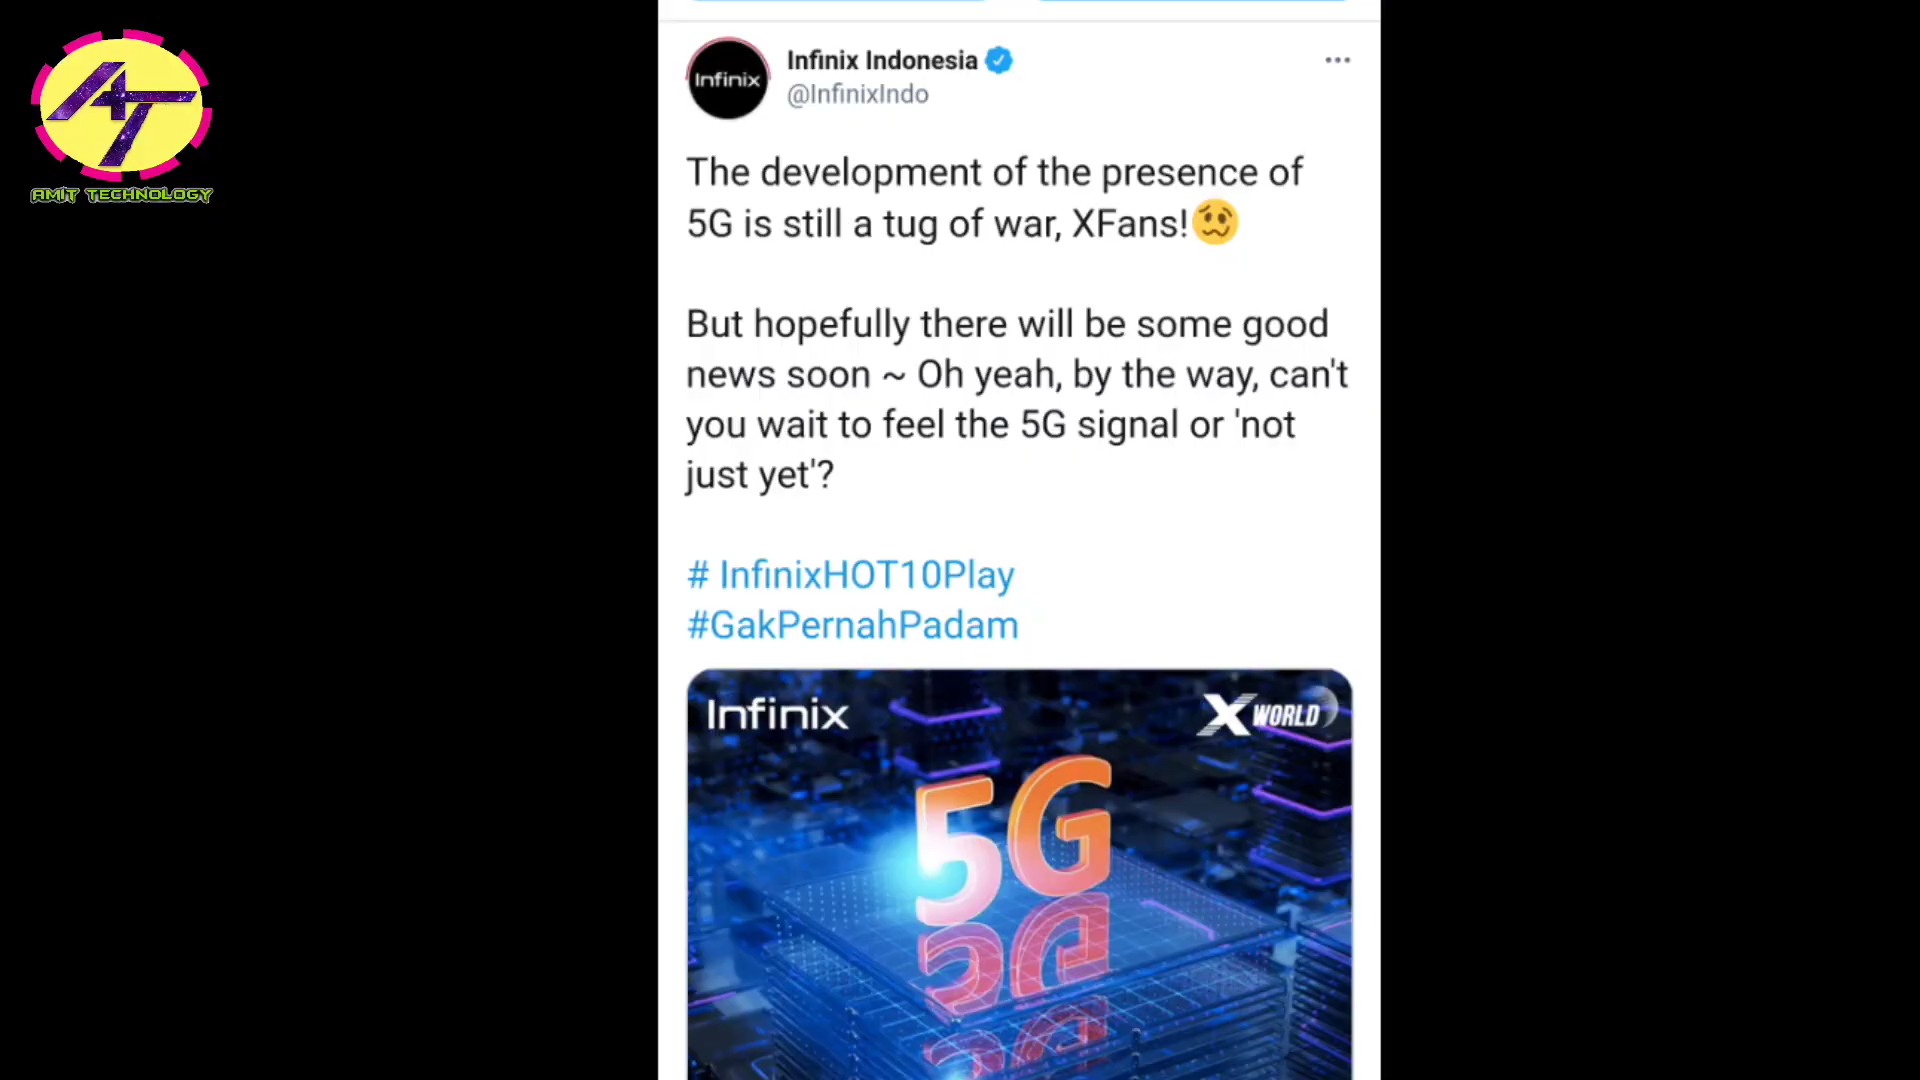 AT
AMIT TECHNOLOGY
Infinix
Infinix Indonesia
@InfinixIndo
The development of the presence of
5G is still a tug of war, XFans!🥴
But hopefully there will be some good
news soon ~ Oh yeah, by the way, can't
you wait to feel the 5G signal or 'not
just yet'?
# InfinixHOT10Play
#GakPernahPadam
Infinix
X WORLD
5G